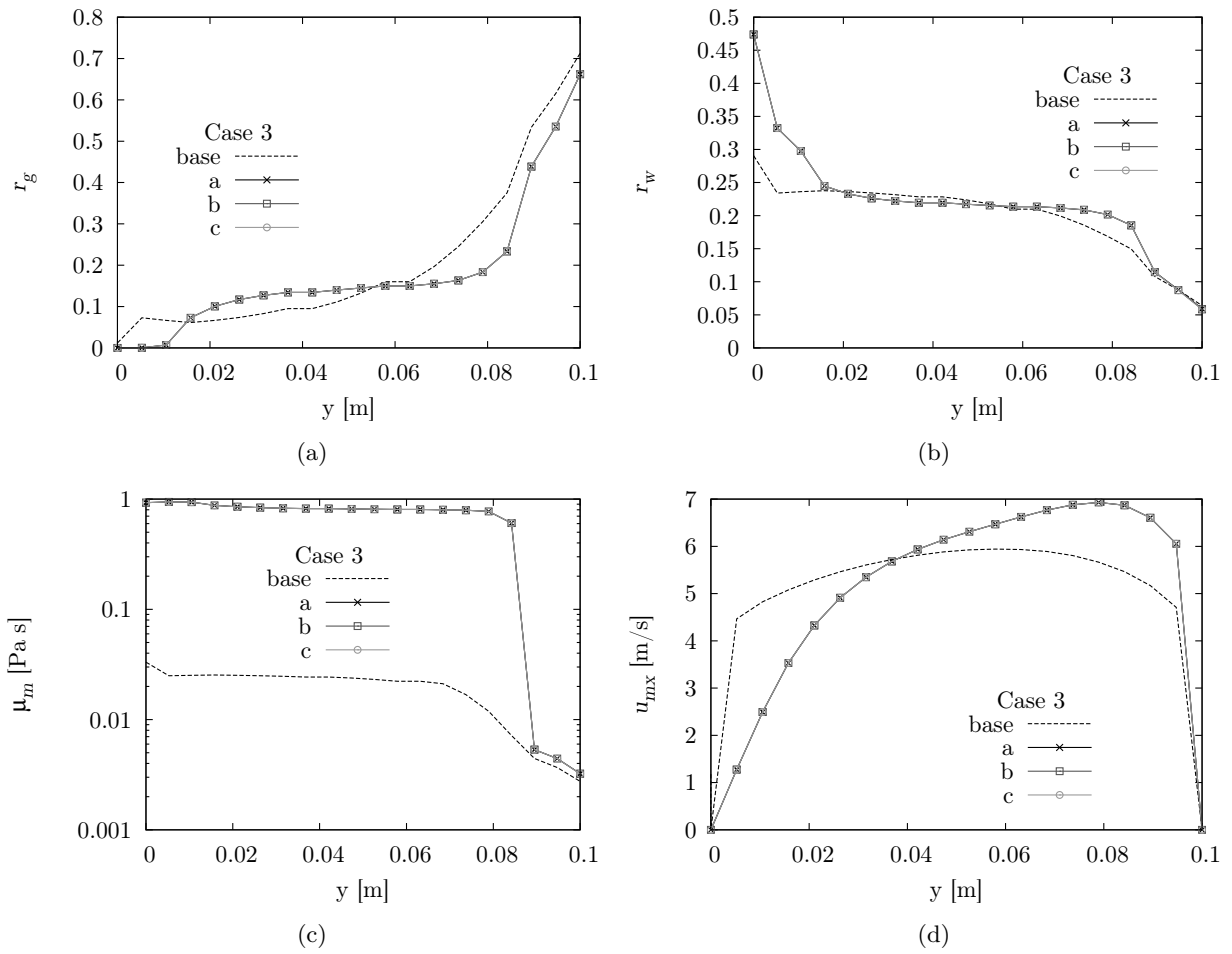 0.8
0.7
0.6
0.5
0.4
0.3
0.2
0.1
0
r_g
Case 3
base
a
b
c
0 0.02 0.04 0.06 0.08 0.1
y [m]
(a)
0.5
0.45
0.4
0.35
0.3
0.25
0.2
0.15
0.1
0.05
0
r_w
Case 3
base
a
b
c
0 0.02 0.04 0.06 0.08 0.1
y [m]
(b)
1
0.1
0.01
0.001
μ_m [Pa s]
Case 3
base
a
b
c
0 0.02 0.04 0.06 0.08 0.1
y [m]
(c)
7
6
5
4
3
2
1
0
u_mx [m/s]
Case 3
base
a
b
c
0 0.02 0.04 0.06 0.08 0.1
y [m]
(d)